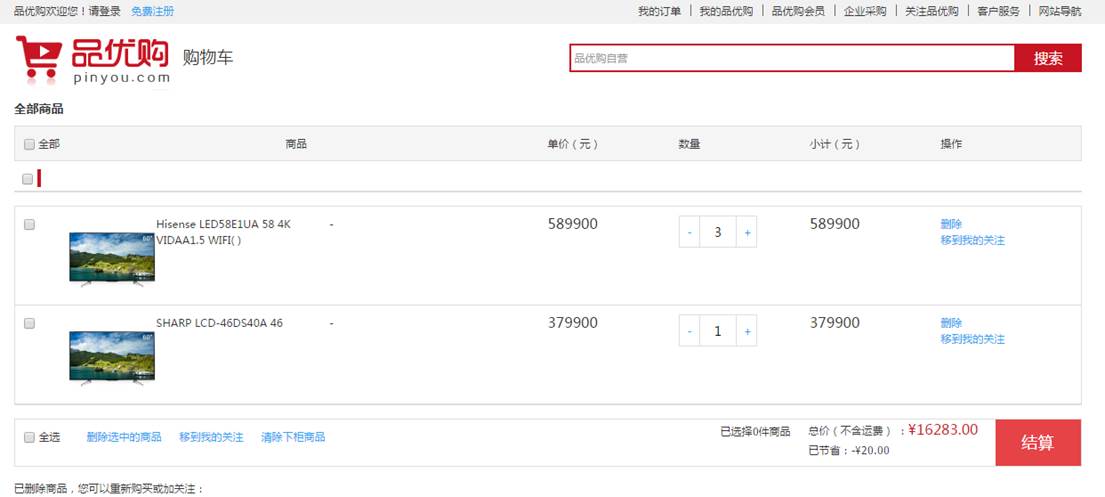 品优购欢迎您！请登录 免费注册 我的订单 我的品优购 品优购会员 企业采购 关注品优购 客户服务 网站导航
品优购 购物车 品优购自营 搜索
pinyou.com
全部商品
全部 商品 单价（元） 数量 小计（元） 操作
Hisense LED58E1UA 58 4K - 589900 - 3 + 589900 删除
VIDAA1.5 WIFI( ) 移到我的关注
SHARP LCD-46DS40A 46 - 379900 - 1 + 379900 删除
移到我的关注
全选 删除选中的商品 移到我的关注 清除下柜商品 已选择0件商品 总价（不含运费）：¥16283.00 结算
已节省：-¥20.00
已删除商品，您可以重新购买或加关注：